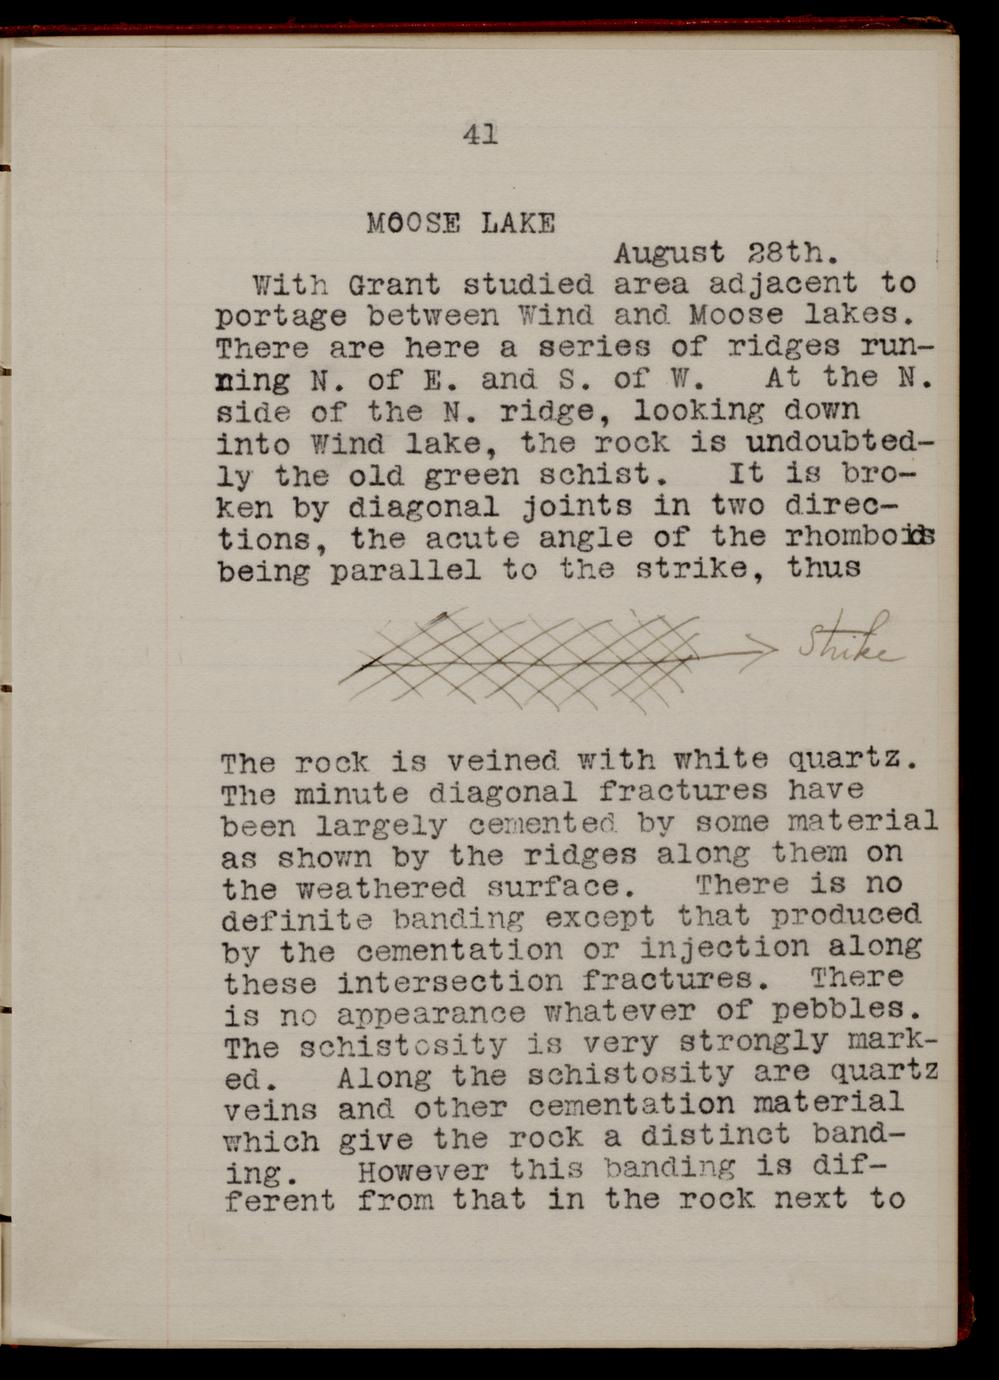 41
MOOSE LAKE
August 28th.
With Grant studied area adjacent to
portage between Wind and Moose lakes.
There are here a series of ridges run-
ning N. of E. and S. of W. At the N.
side of the N. ridge, looking down
into Wind lake, the rock is undoubted-
ly the old green schist. It is bro-
ken by diagonal joints in two direc-
tions, the acute angle of the rhomboids
being parallel to the strike, thus
Strike
The rock is veined with white quartz.
The minute diagonal fractures have
been largely cemented by some material
as shown by the ridges along them on
the weathered surface. There is no
definite banding except that produced
by the cementation or injection along
these intersection fractures. There
is no appearance whatever of pebbles.
The schistosity is very strongly mark-
ed. Along the schistosity are quartz
veins and other cementation material
which give the rock a distinct band-
ing. However this banding is dif-
ferent from that in the rock next to